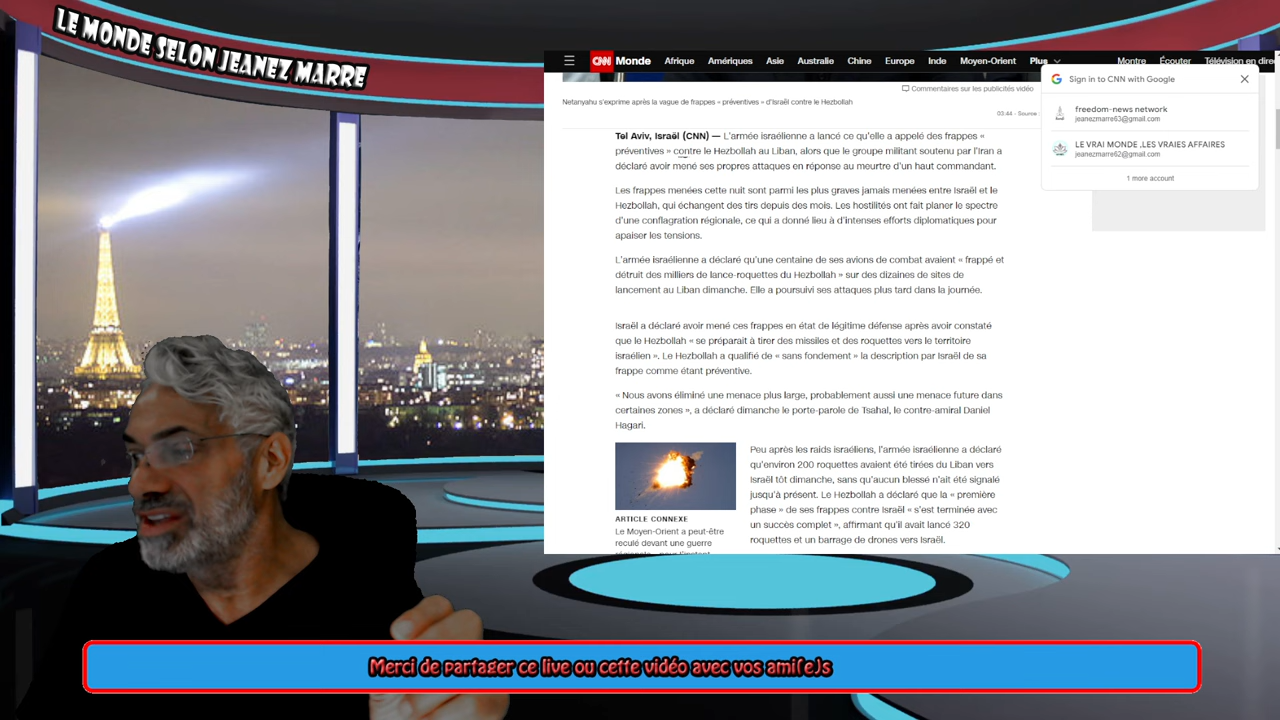 LE MONDE SELON JEANEZ MARRE
☰ CNN Monde Afrique Amériques Asie Australie Chine Europe Inde Moyen-Orient Plus Montre Écouter Télévision en direc
Commentaires sur les publicités vidéo
Netanyahu s'exprime après la vague de frappes « préventives » d'Israël contre le Hezbollah
03:44 - Source :
Tel Aviv, Israël (CNN) — L'armée israélienne a lancé ce qu'elle a appelé des frappes «
préventives » contre le Hezbollah au Liban, alors que le groupe militant soutenu par l'Iran a
déclaré avoir mené ses propres attaques en réponse au meurtre d'un haut commandant.
Les frappes menées cette nuit sont parmi les plus graves jamais menées entre Israël et le
Hezbollah, qui échangent des tirs depuis des mois. Les hostilités ont fait planer le spectre
d'une conflagration régionale, ce qui a donné lieu à d'intenses efforts diplomatiques pour
apaiser les tensions.
L'armée israélienne a déclaré qu'une centaine de ses avions de combat avaient « frappé et
détruit des milliers de lance-roquettes du Hezbollah » sur des dizaines de sites de
lancement au Liban dimanche. Elle a poursuivi ses attaques plus tard dans la journée.
Israël a déclaré avoir mené ces frappes en état de légitime défense après avoir constaté
que le Hezbollah « se préparait à tirer des missiles et des roquettes vers le territoire
israélien ». Le Hezbollah a qualifié de « sans fondement » la description par Israël de sa
frappe comme étant préventive.
« Nous avons éliminé une menace plus large, probablement aussi une menace future dans
certaines zones », a déclaré dimanche le porte-parole de Tsahal, le contre-amiral Daniel
Hagari.
Peu après les raids israéliens, l'armée israélienne a déclaré
qu'environ 200 roquettes avaient été tirées du Liban vers
Israël tôt dimanche, sans qu'aucun blessé n'ait été signalé
jusqu'à présent. Le Hezbollah a déclaré que la « première
phase » de ses frappes contre Israël « s'est terminée avec
un succès complet », affirmant qu'il avait lancé 320
roquettes et un barrage de drones vers Israël.
ARTICLE CONNEXE
Le Moyen-Orient a peut-être
reculé devant une guerre
Sign in to CNN with Google
freedom-news network
jeanezmarre63@gmail.com
LE VRAI MONDE ,LES VRAIES AFFAIRES
jeanezmarre62@gmail.com
1 more account
Merci de partager ce live ou cette vidéo avec vos ami(e)s